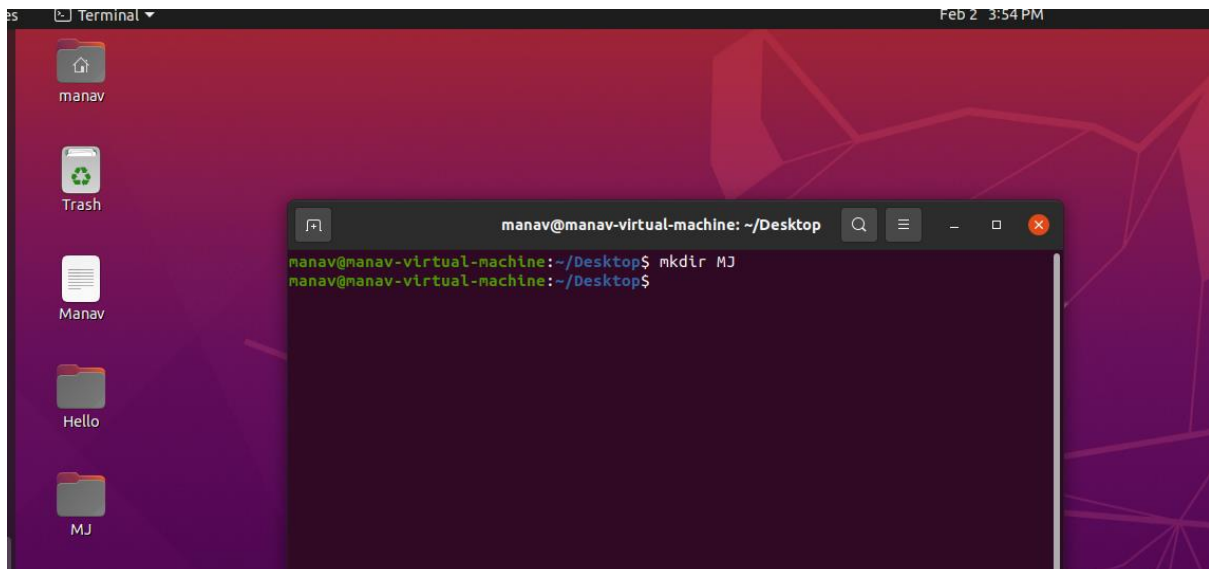 es Terminal Feb 2 3:54 PM
manav
Trash
manav@manav-virtual-machine: ~/Desktop
manav@manav-virtual-machine:~/Desktop$ mkdir MJ
manav@manav-virtual-machine:~/Desktop$
Manav
Hello
MJ